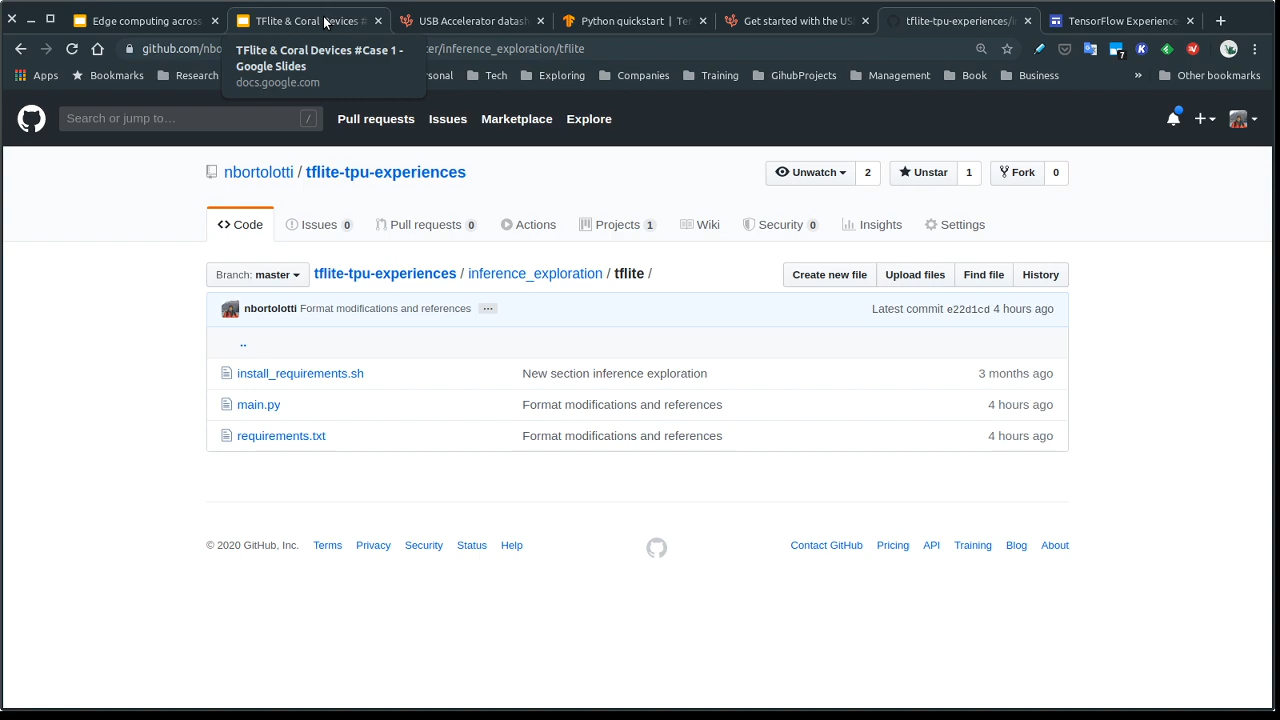 Edge computing across
TFlite & Coral Devices #
USB Accelerator datash
Python quickstart | Ten
Get started with the US
tflite-tpu-experiences/in
TensorFlow Experience
github.com/nbo
ter/inference_exploration/tflite
7
TFlite & Coral Devices #Case 1 -
Google Slides
docs.google.com
Apps
Bookmarks
Research
rsonal
Tech
Exploring
Companies
Training
GihubProjects
Management
Book
Business
»
Other bookmarks
Search or jump to…
/
Pull requests
Issues
Marketplace
Explore
nbortolotti / tflite-tpu-experiences
Unwatch 2
Unstar 1
Fork 0
Code
Issues 0
Pull requests 0
Actions
Projects 1
Wiki
Security 0
Insights
Settings
Branch: master
tflite-tpu-experiences / inference_exploration / tflite /
Create new file
Upload files
Find file
History
nbortolotti Format modifications and references
Latest commit e22d1cd 4 hours ago
..
install_requirements.sh New section inference exploration 3 months ago
main.py Format modifications and references 4 hours ago
requirements.txt Format modifications and references 4 hours ago
© 2020 GitHub, Inc.
Terms
Privacy
Security
Status
Help
Contact GitHub
Pricing
API
Training
Blog
About